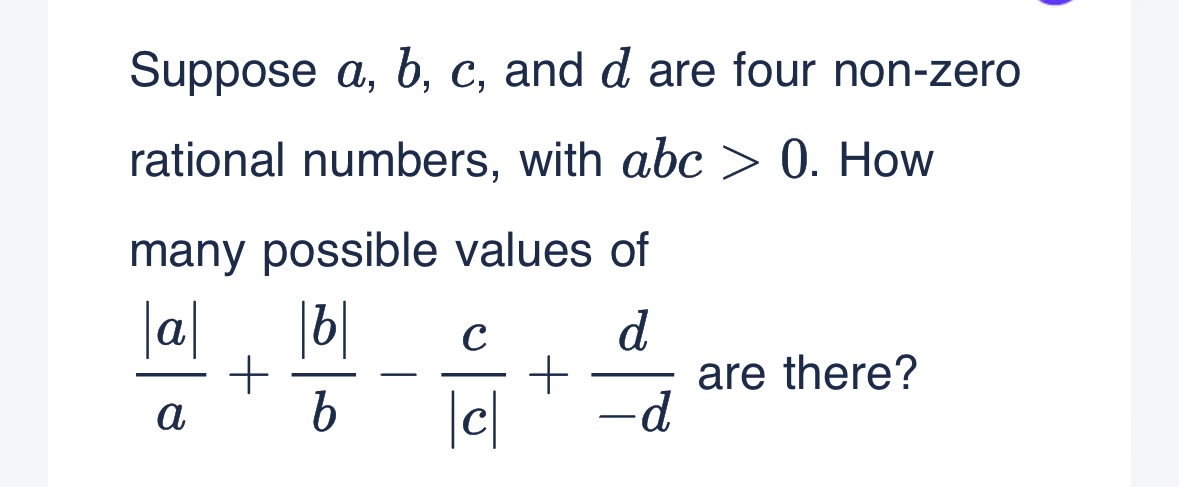 Suppose a, b, c, and d are four non-zero
rational numbers, with abc > 0. How
many possible values of
|a|/a + |b|/b − c/|c| + d/−d are there?